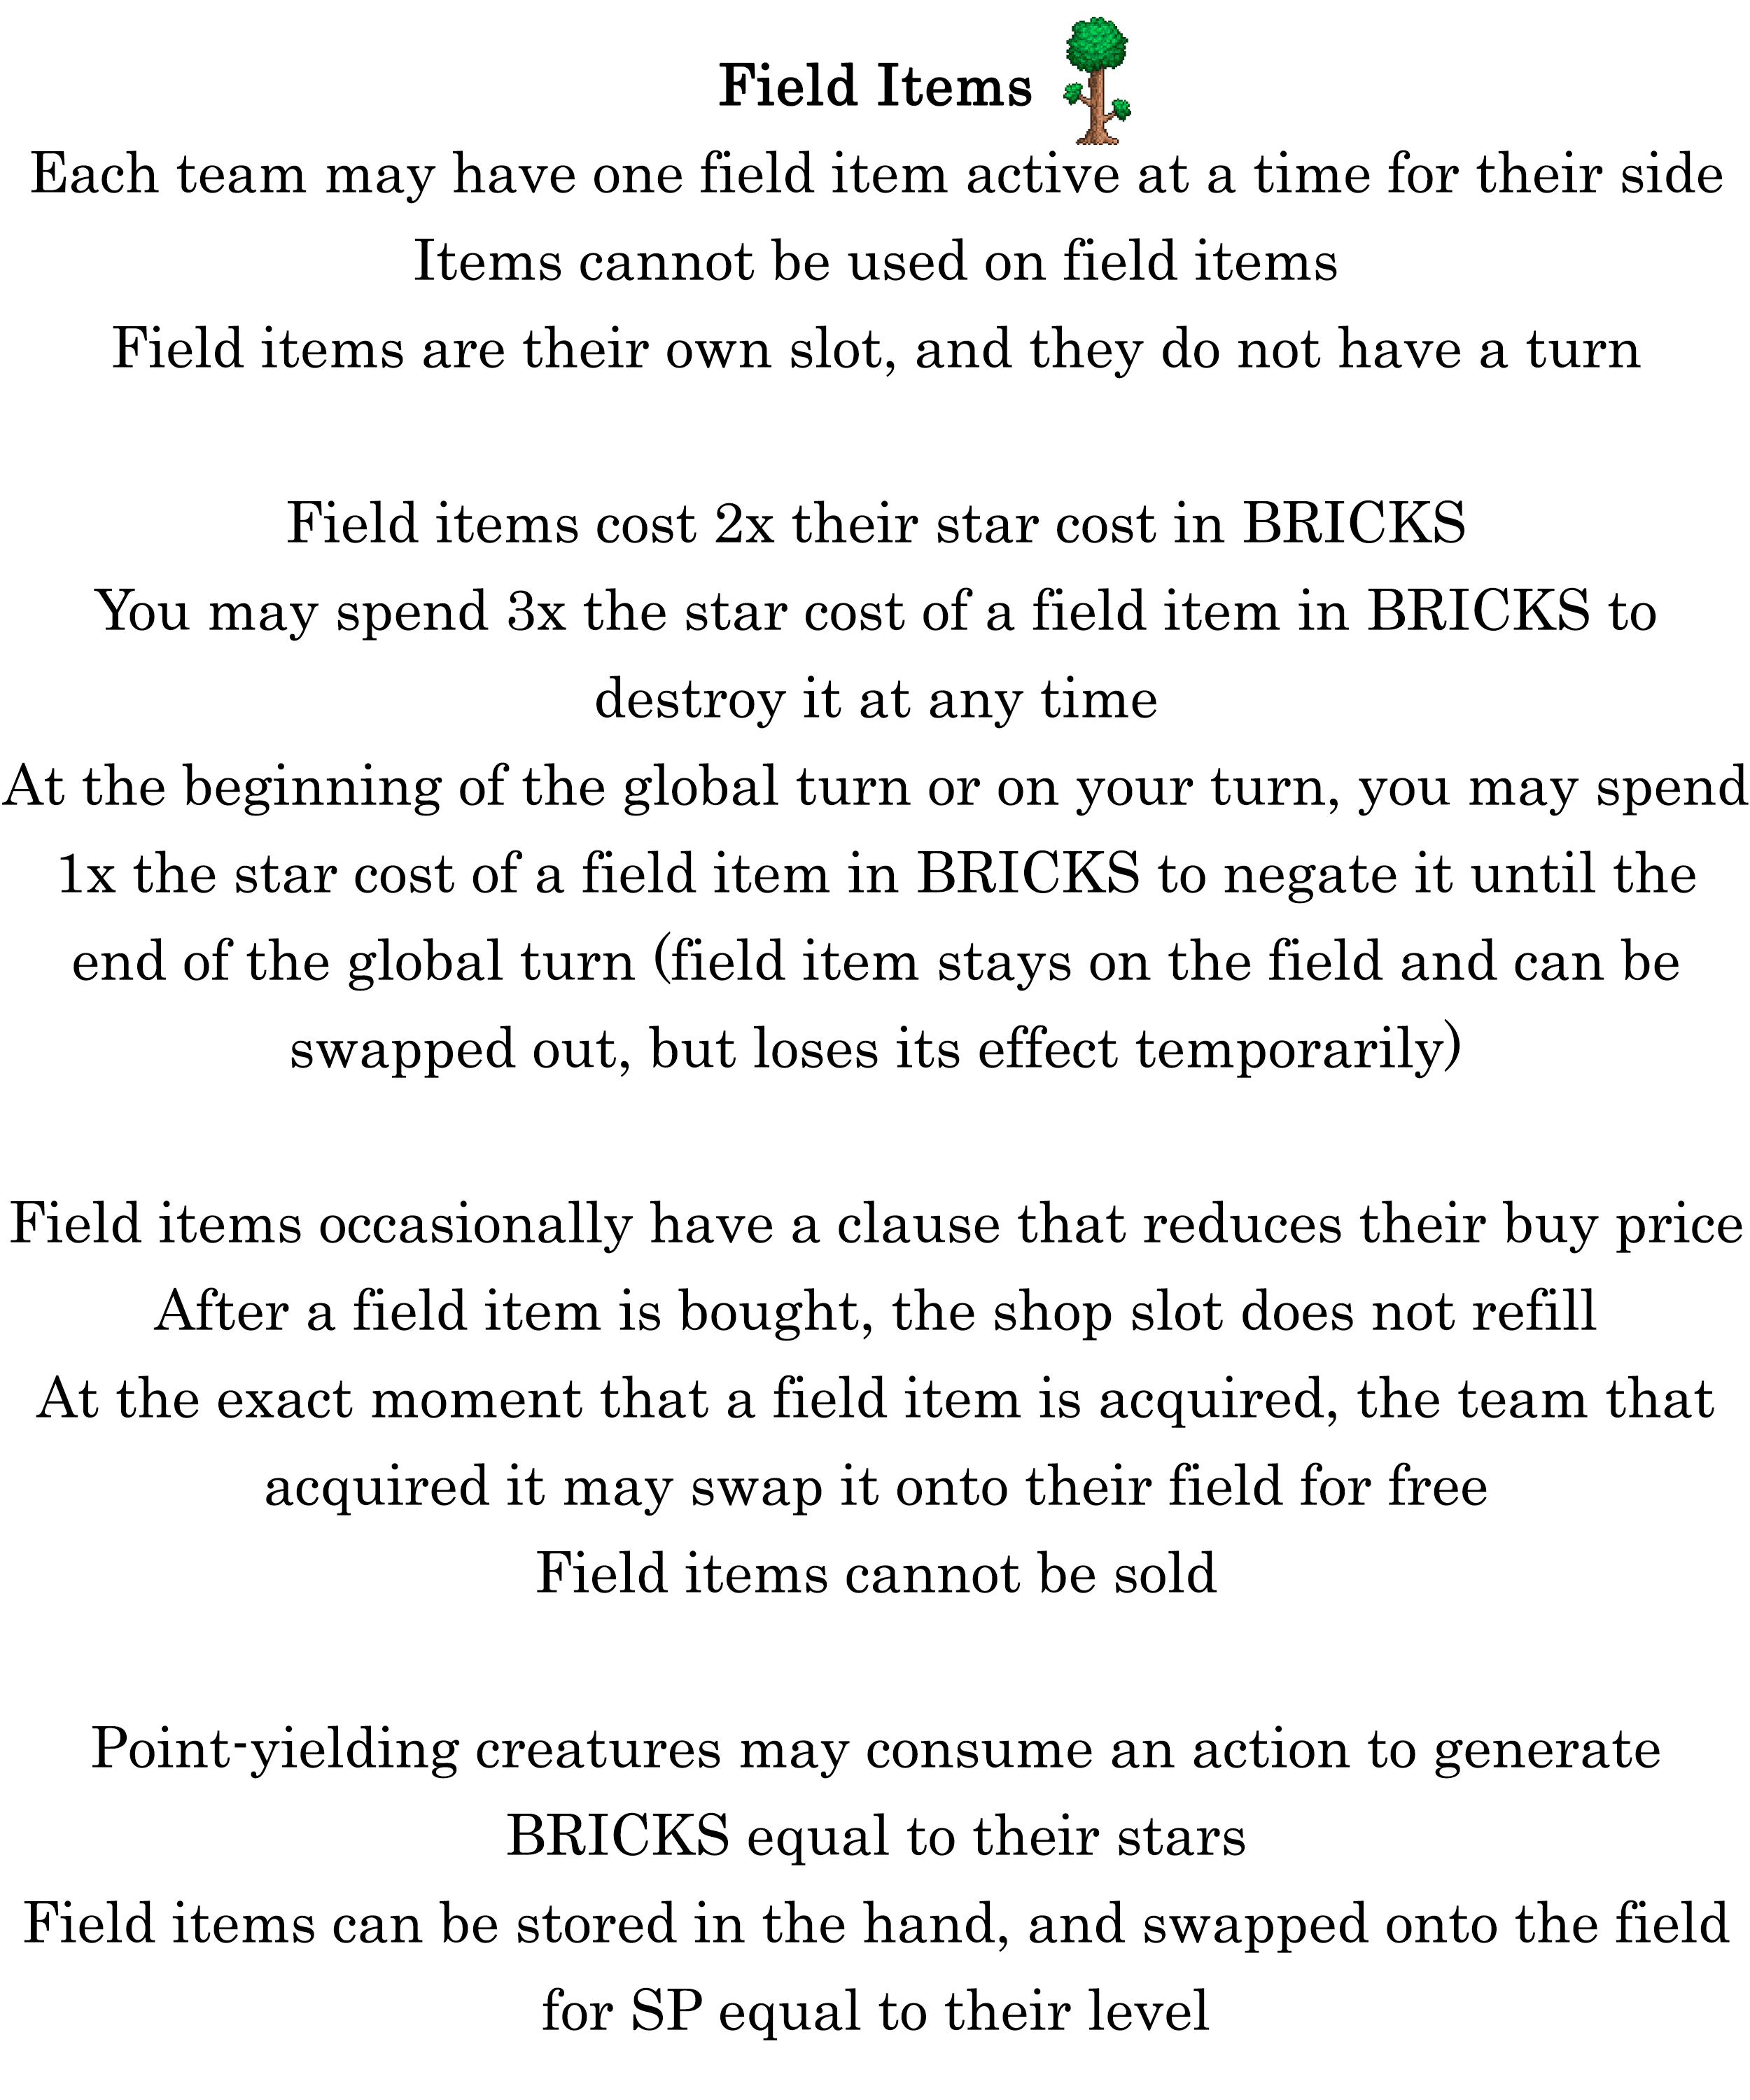 Field Items
Each team may have one field item active at a time for their side
Items cannot be used on field items
Field items are their own slot, and they do not have a turn
Field items cost 2x their star cost in BRICKS
You may spend 3x the star cost of a field item in BRICKS to
destroy it at any time
At the beginning of the global turn or on your turn, you may spend
1x the star cost of a field item in BRICKS to negate it until the
end of the global turn (field item stays on the field and can be
swapped out, but loses its effect temporarily)
Field items occasionally have a clause that reduces their buy price
After a field item is bought, the shop slot does not refill
At the exact moment that a field item is acquired, the team that
acquired it may swap it onto their field for free
Field items cannot be sold
Point-yielding creatures may consume an action to generate
BRICKS equal to their stars
Field items can be stored in the hand, and swapped onto the field
for SP equal to their level